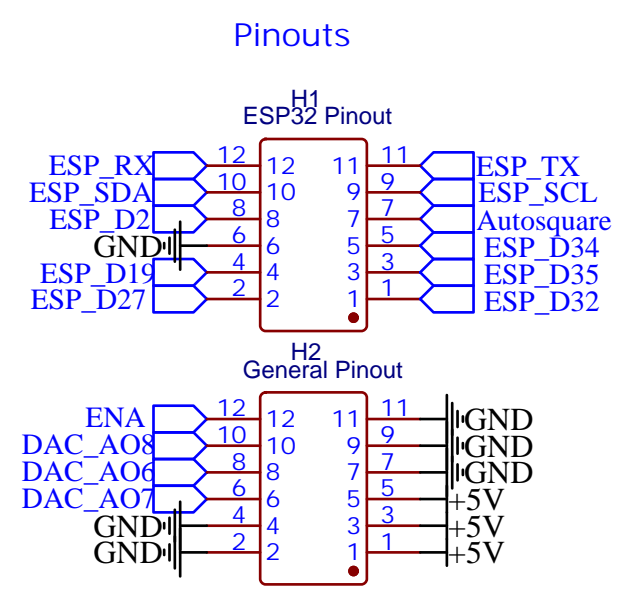 Pinouts
H1
ESP32 Pinout
ESP_RX 12 12 11 11 ESP_TX
ESP_SDA 10 10 9 9 ESP_SCL
ESP_D2 8 8 7 7 Autosquare
GND 6 6 5 5 ESP_D34
ESP_D19 4 4 3 3 ESP_D35
ESP_D27 2 2 1 1 ESP_D32
H2
General Pinout
ENA 12 12 11 11 GND
DAC_AO8 10 10 9 9 GND
DAC_AO6 8 8 7 7 GND
DAC_AO7 6 6 5 5 +5V
GND 4 4 3 3 +5V
GND 2 2 1 1 +5V